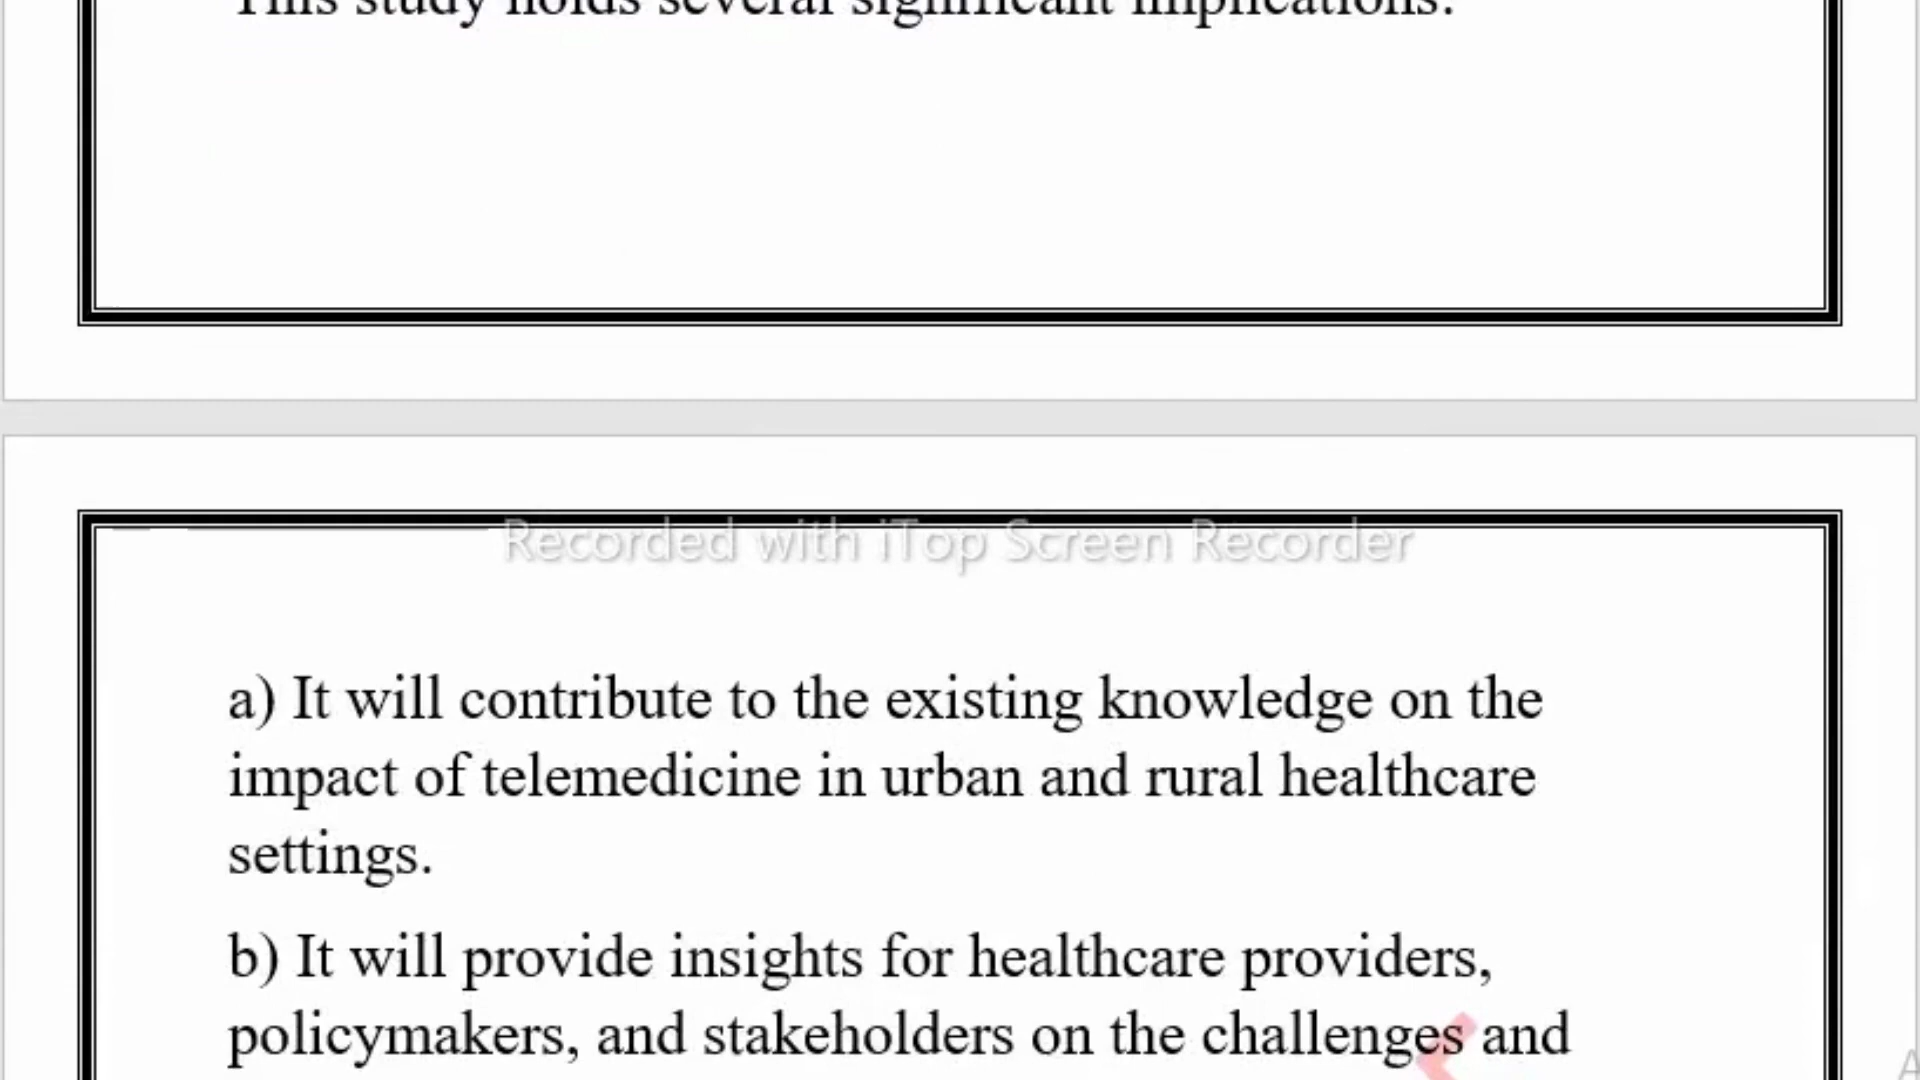 This study holds several significant implications:
Recorded with iTop Screen Recorder
a) It will contribute to the existing knowledge on the
impact of telemedicine in urban and rural healthcare
settings.
b) It will provide insights for healthcare providers,
policymakers, and stakeholders on the challenges and